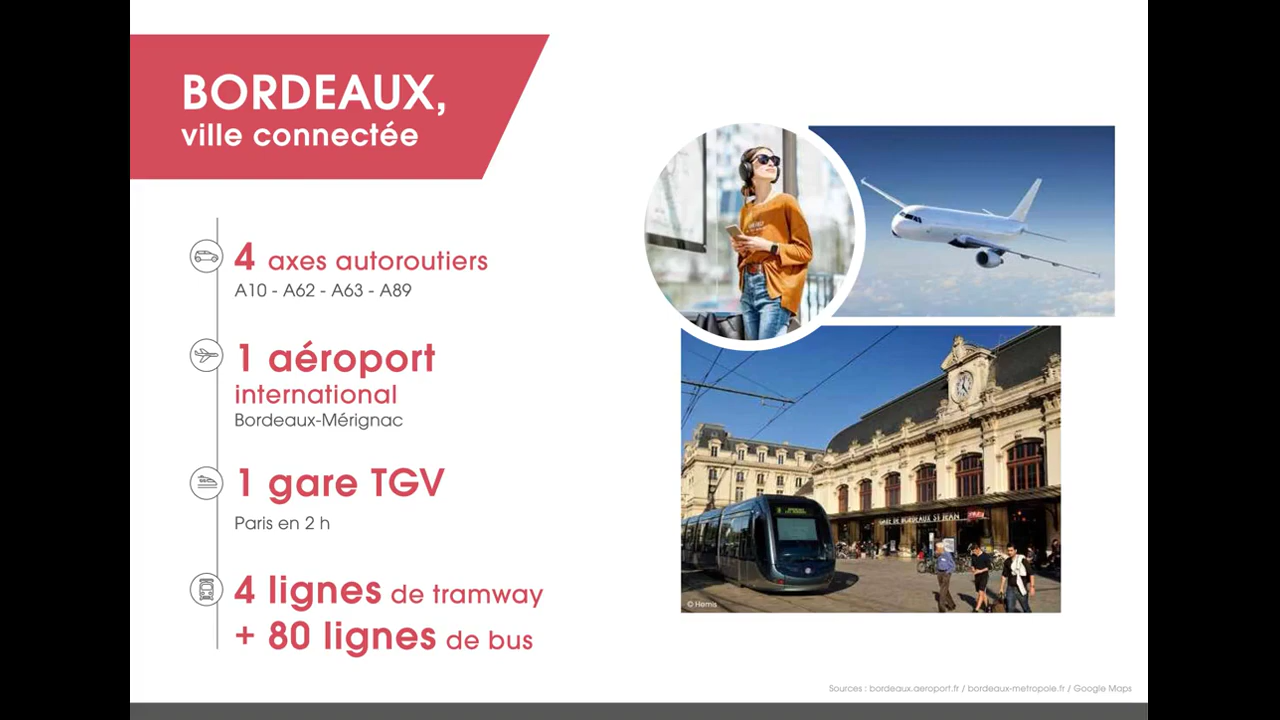 BORDEAUX,
ville connectée
4 axes autoroutiers
A10 - A62 - A63 - A89
1 aéroport
international
Bordeaux-Mérignac
1 gare TGV
Paris en 2 h
4 lignes de tramway
+ 80 lignes de bus
GARE DE BORDEAUX ST JEAN
© Hemis
Sources : bordeaux.aeroport.fr / bordeaux-metropole.fr / Google Maps